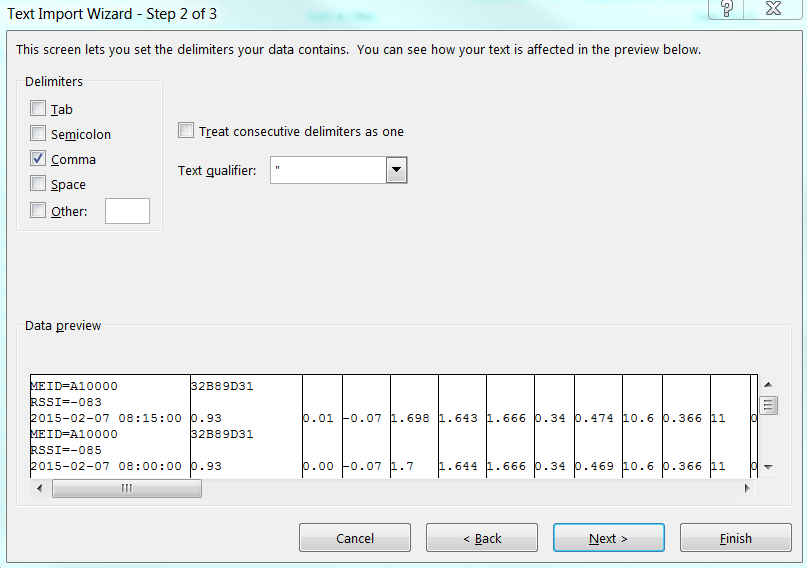 Text Import Wizard - Step 2 of 3
This screen lets you set the delimiters your data contains. You can see how your text is affected in the preview below.
Delimiters
Tab
Semicolon
Comma
Space
Other:
Treat consecutive delimiters as one
Text qualifier: "
Data preview
MEID=A10000 32B89D31
RSSI=-083
2015-02-07 08:15:00 0.93 0.01 -0.07 1.698 1.643 1.666 0.34 0.474 10.6 0.366 11 0
MEID=A10000 32B89D31
RSSI=-085
2015-02-07 08:00:00 0.93 0.00 -0.07 1.7 1.644 1.666 0.34 0.469 10.6 0.366 11 0
Cancel < Back Next > Finish